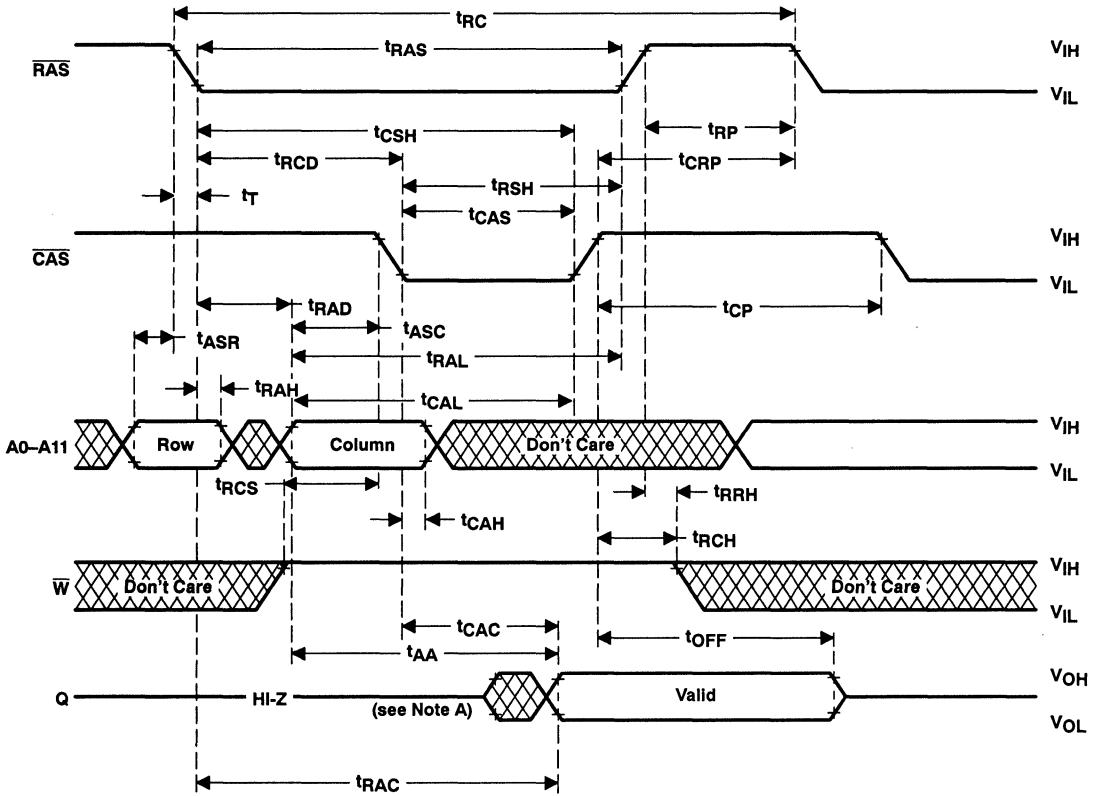 tRC
tRAS
RAS
VIH
VIL
tRP
tCSH
tRCD
tCRP
tRSH
tT
tCAS
CAS
VIH
VIL
tRAD
tCP
tASC
tASR
tRAL
tRAH
tCAL
A0–A11
Row
Column
Don't Care
VIH
VIL
tRCS
tRRH
tCAH
tRCH
W
Don't Care
Don't Care
VIH
VIL
tCAC
tOFF
tAA
Q
HI-Z
(see Note A)
Valid
VOH
VOL
tRAC